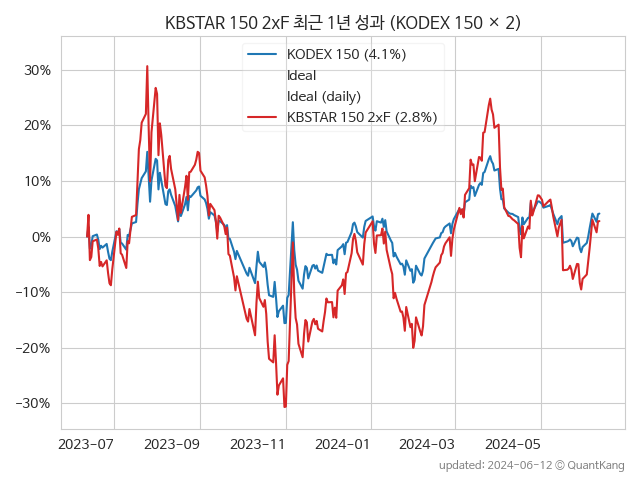 KBSTAR 150 2xF 최근 1년 성과 (KODEX 150 × 2)
KODEX 150 (4.1%)
Ideal
Ideal (daily)
KBSTAR 150 2xF (2.8%)
30%
20%
10%
0%
−10%
−20%
−30%
2023−07
2023−09
2023−11
2024−01
2024−03
2024−05
updated: 2024−06−12 © QuantKang